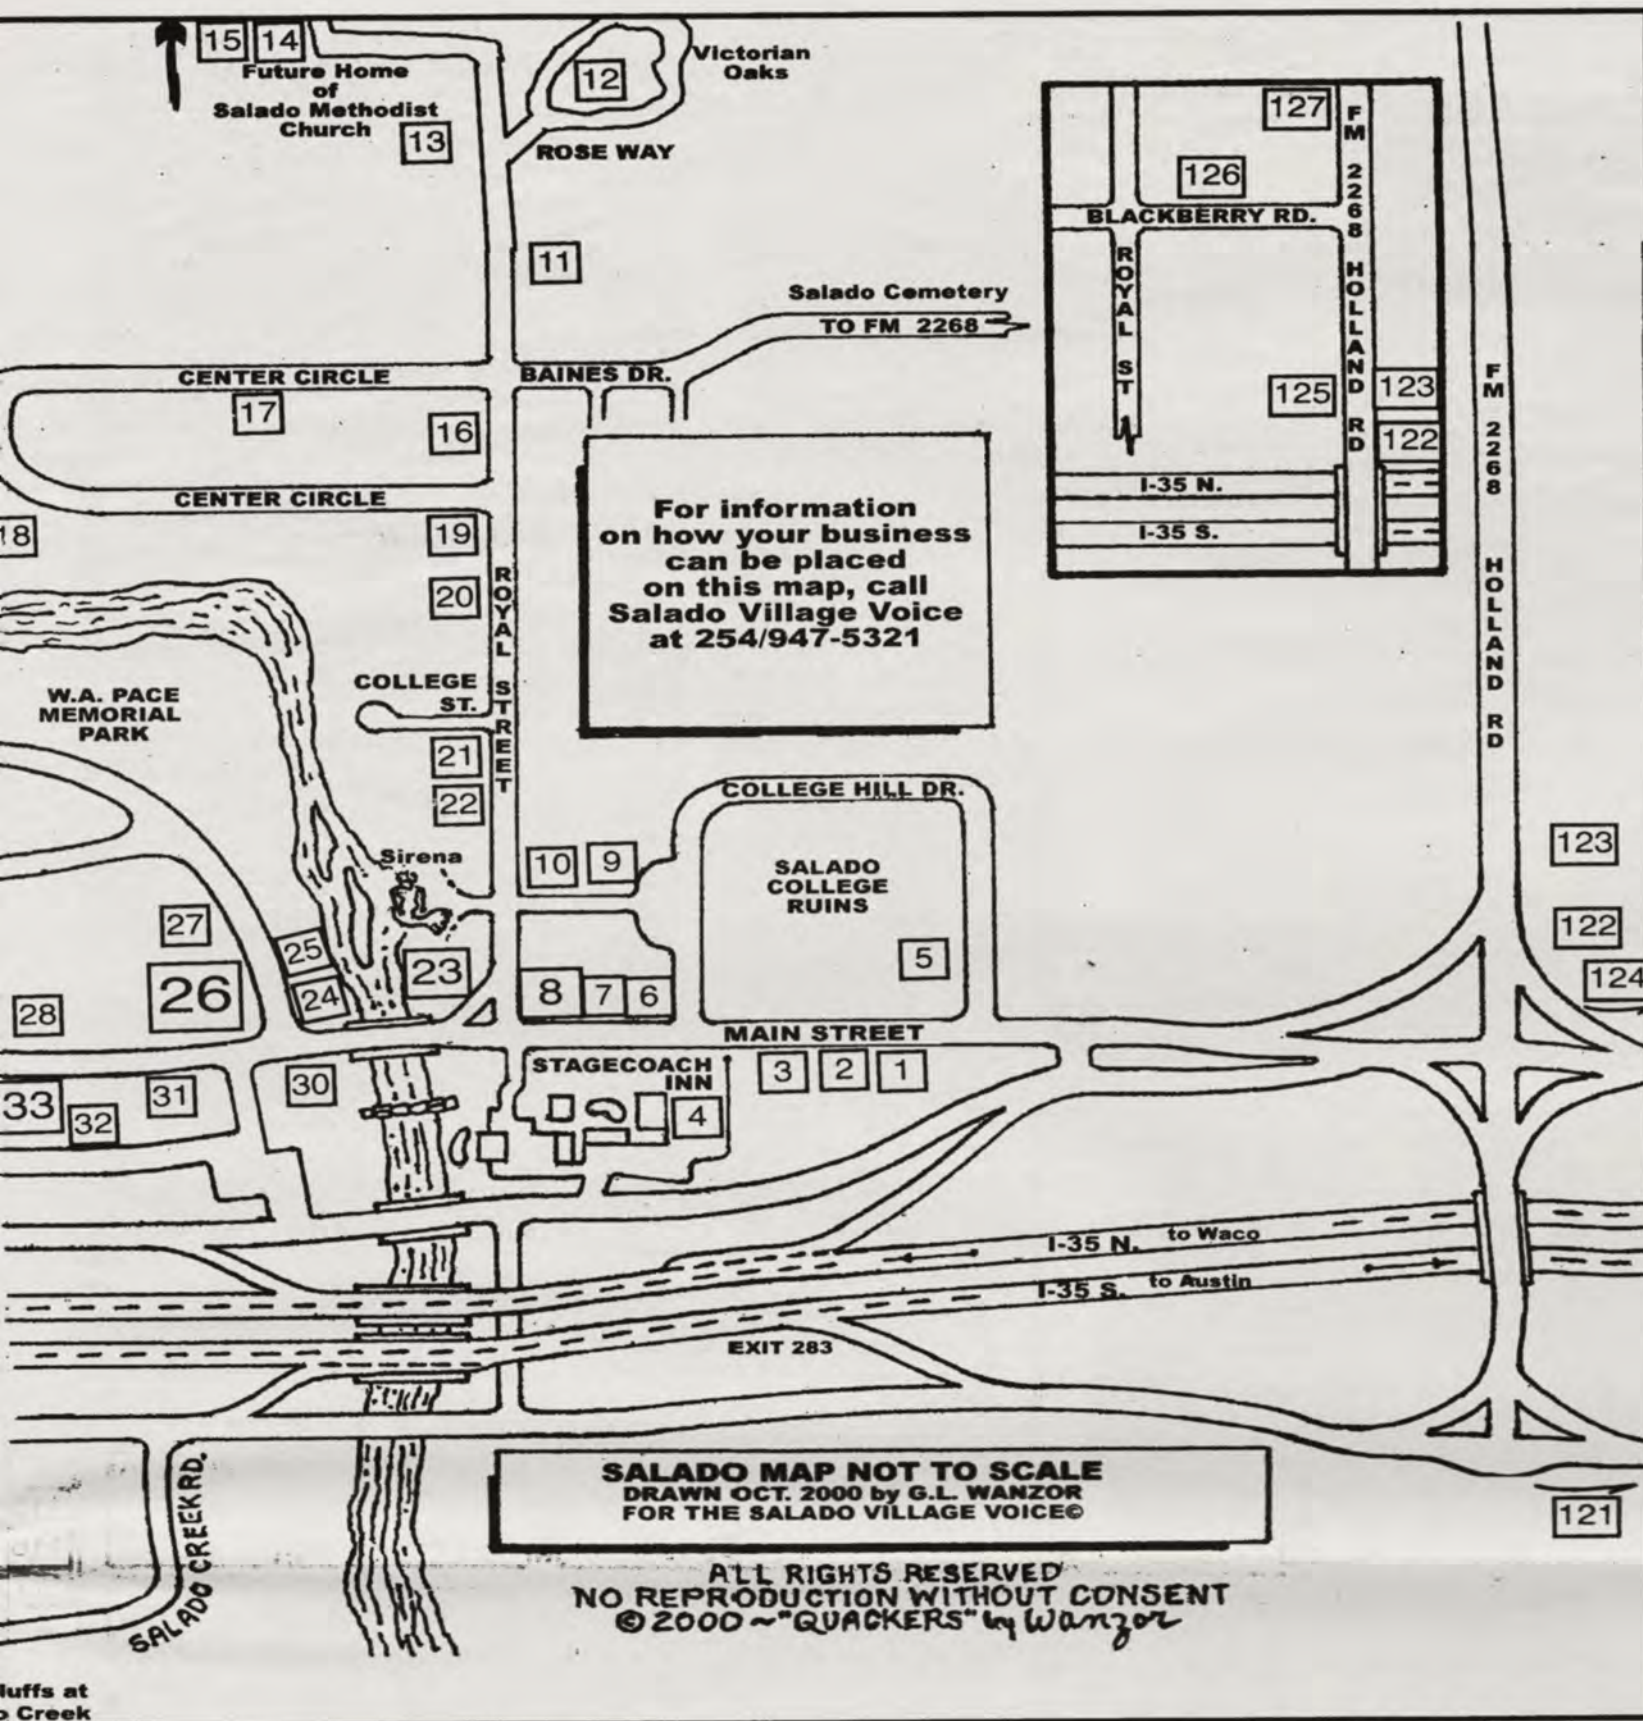 15
14
Future Home
of
Salado Methodist
Church
13
12
Victorian
Oaks
ROSE WAY
11
Salado Cemetery
TO FM 2268
127
126
BLACKBERRY RD.
ROYAL ST
FM 2268 HOLLAND RD
125
123
122
I-35 N.
I-35 S.
CENTER CIRCLE
BAINES DR.
17
16
CENTER CIRCLE
18
19
20
ROYAL STREET
For information
on how your business
can be placed
on this map, call
Salado Village Voice
at 254/947-5321
FM 2268 HOLLAND RD
W.A. PACE
MEMORIAL
PARK
COLLEGE
ST.
21
22
COLLEGE HILL DR.
Sirena
10
9
SALADO
COLLEGE
RUINS
5
123
122
124
27
25
24
23
26
28
8
7
6
MAIN STREET
STAGECOACH
INN
3
2
1
4
33
32
31
30
I-35 N.
to Waco
I-35 S.
to Austin
EXIT 283
SALADO CREEK RD.
SALADO MAP NOT TO SCALE
DRAWN OCT. 2000 by G.L. WANZOR
FOR THE SALADO VILLAGE VOICE©
121
ALL RIGHTS RESERVED
NO REPRODUCTION WITHOUT CONSENT
©2000~"QUACKERS" by Wanzor
luffs at
o Creek